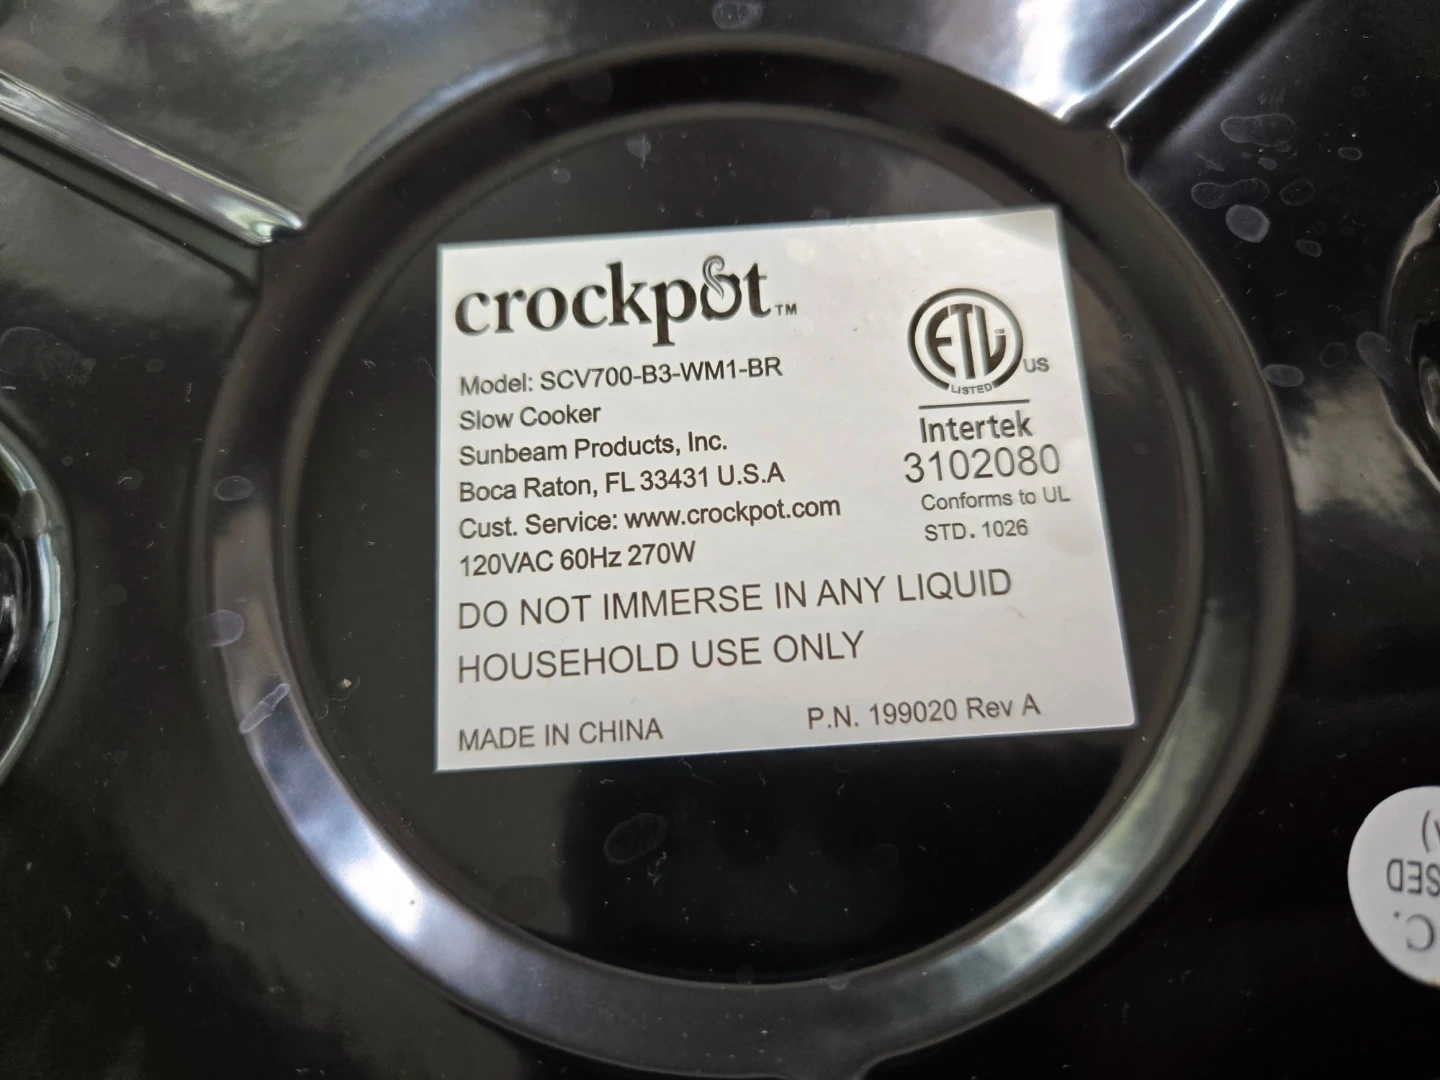 crockpot™
Model: SCV700-B3-WM1-BR
Slow Cooker
Sunbeam Products, Inc.
Boca Raton, FL 33431 U.S.A
Cust. Service: www.crockpot.com
120VAC 60Hz 270W
DO NOT IMMERSE IN ANY LIQUID
HOUSEHOLD USE ONLY
MADE IN CHINA
P.N. 199020 Rev A
ETL CM
LISTED
US
Intertek
3102080
Conforms to UL
STD. 1026